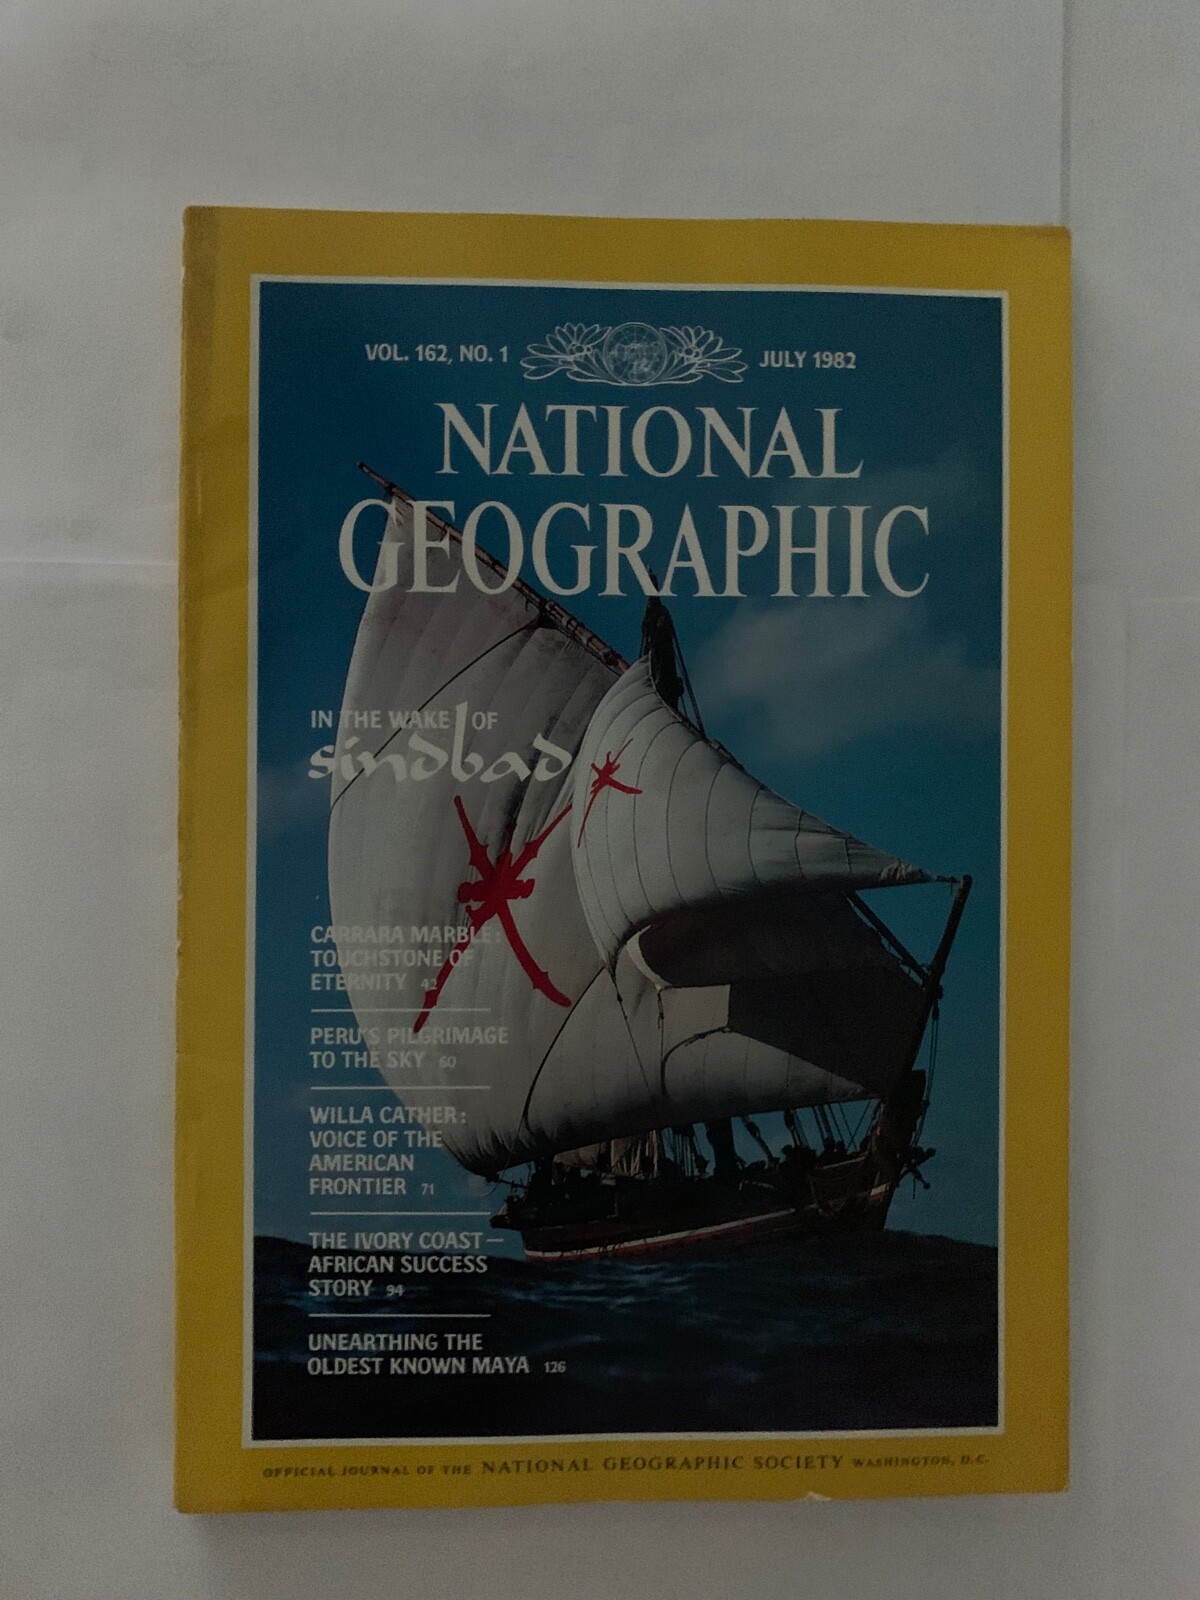 VOL. 162, NO. 1
JULY 1982
NATIONAL
GEOGRAPHIC
IN THE WAKE OF
sindbad
CARRARA MARBLE:
TOUCHSTONE OF
ETERNITY 42
PERU'S PILGRIMAGE
TO THE SKY 60
WILLA CATHER:
VOICE OF THE
AMERICAN
FRONTIER 71
THE IVORY COAST—
AFRICAN SUCCESS
STORY 94
UNEARTHING THE
OLDEST KNOWN MAYA 126
OFFICIAL JOURNAL OF THE NATIONAL GEOGRAPHIC SOCIETY WASHINGTON, D.C.